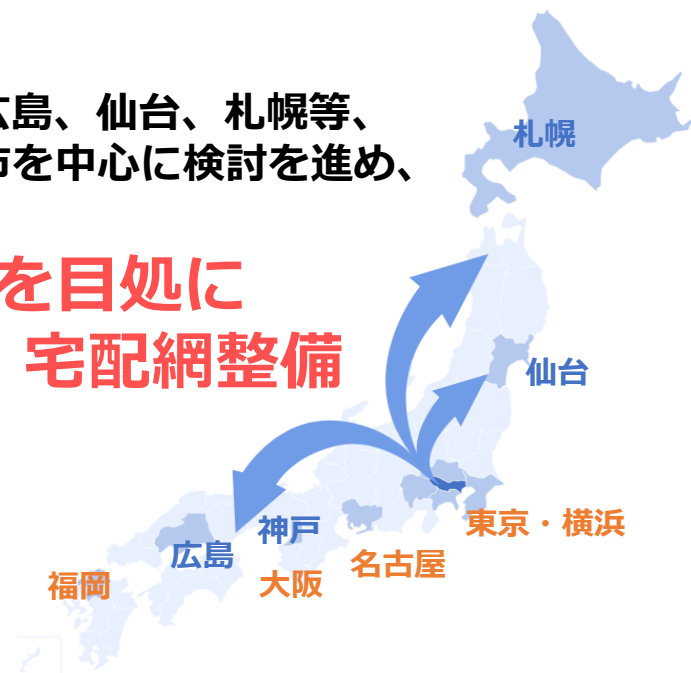 広島、仙台、札幌等、
市を中心に検討を進め、
を目処に
宅配網整備
札幌
仙台
東京・横浜
神戸
名古屋
広島
大阪
福岡